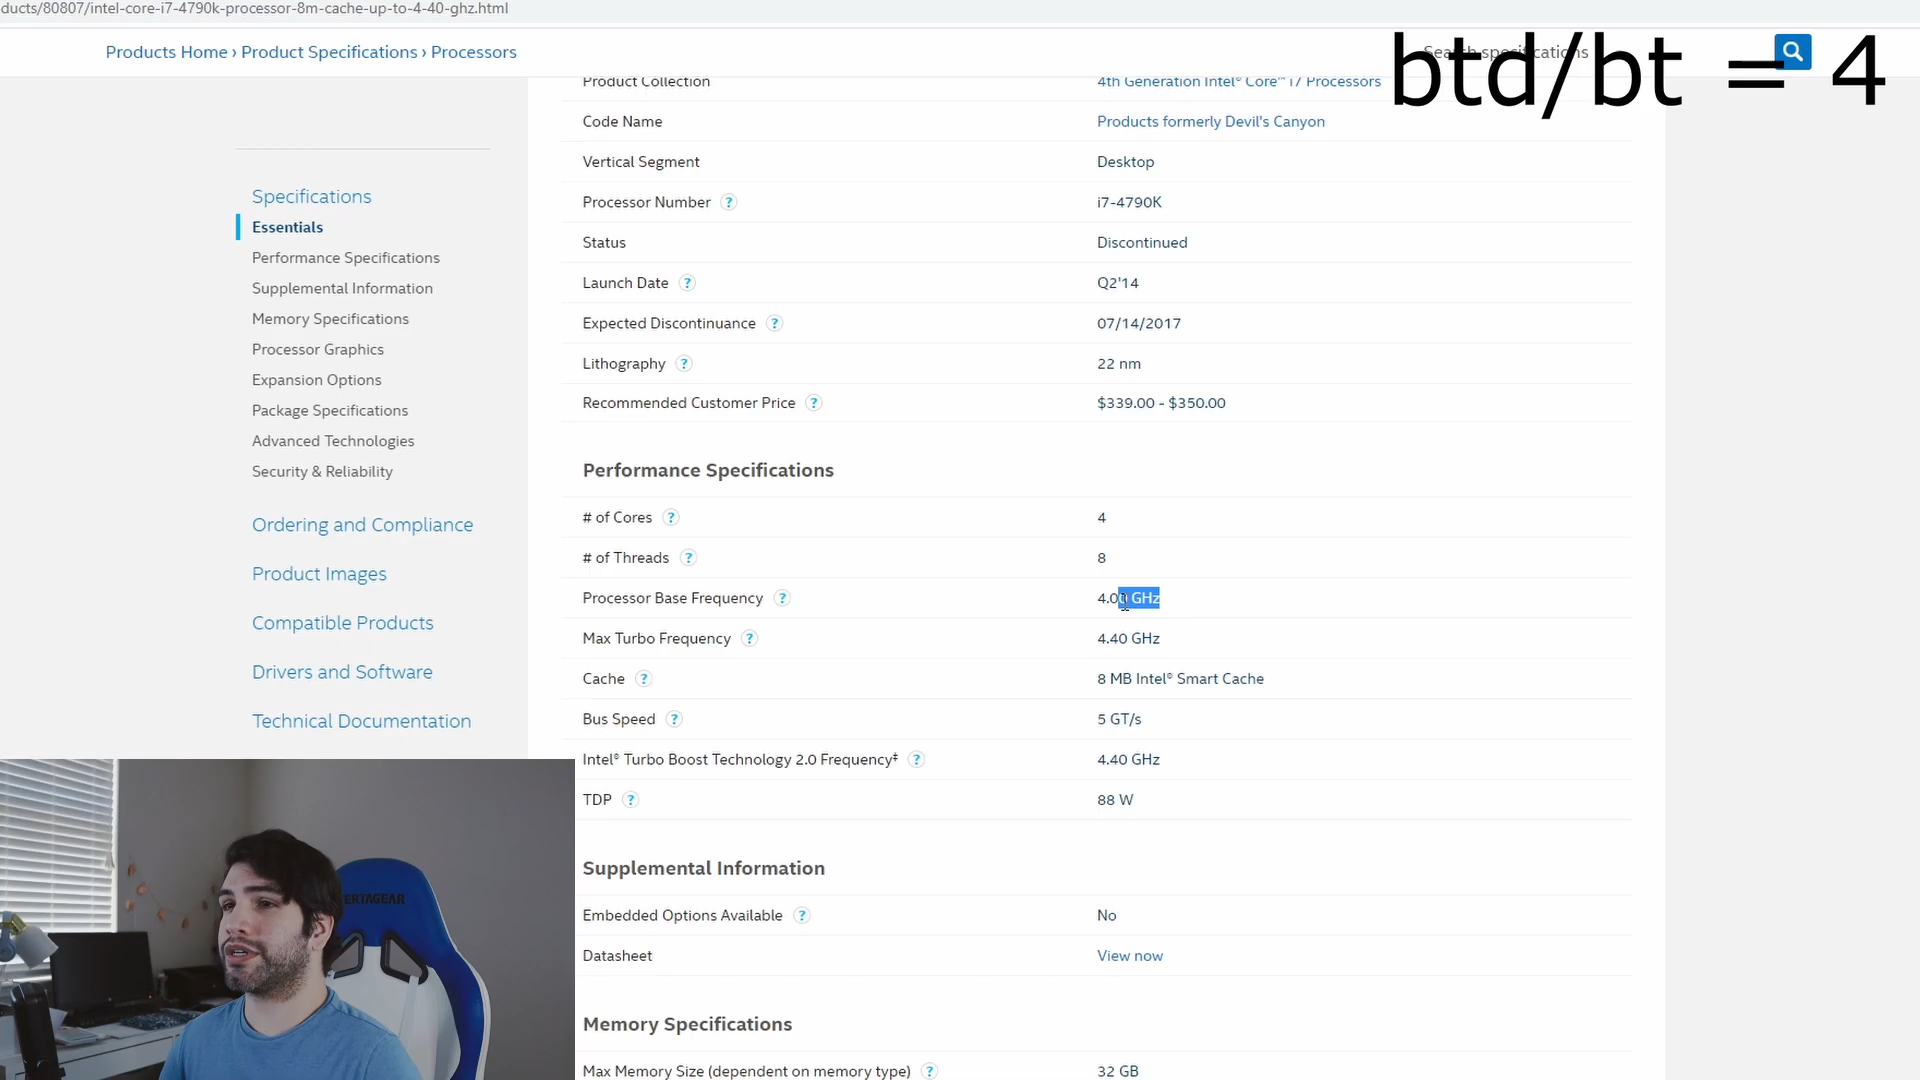 ducts/80807/intel-core-i7-4790k-processor-8m-cache-up-to-4-40-ghz.html
Products Home › Product Specifications › Processors
Search specifications
btd/bt = 4
Product Collection ? 4th Generation Intel® Core™ i7 Processors
Code Name Products formerly Devil's Canyon
Vertical Segment Desktop
Processor Number ? i7-4790K
Status Discontinued
Launch Date ? Q2'14
Expected Discontinuance ? 07/14/2017
Lithography ? 22 nm
Recommended Customer Price ? $339.00 - $350.00
Specifications
Essentials
Performance Specifications
Supplemental Information
Memory Specifications
Processor Graphics
Expansion Options
Package Specifications
Advanced Technologies
Security & Reliability
Ordering and Compliance
Product Images
Compatible Products
Drivers and Software
Technical Documentation
Performance Specifications
# of Cores ? 4
# of Threads ? 8
Processor Base Frequency ? 4.00 GHz
Max Turbo Frequency ? 4.40 GHz
Cache ? 8 MB Intel® Smart Cache
Bus Speed ? 5 GT/s
Intel® Turbo Boost Technology 2.0 Frequency‡ ? 4.40 GHz
TDP ? 88 W
Supplemental Information
Embedded Options Available ? No
Datasheet View now
Memory Specifications
Max Memory Size (dependent on memory type) ? 32 GB
ERTAGEAR